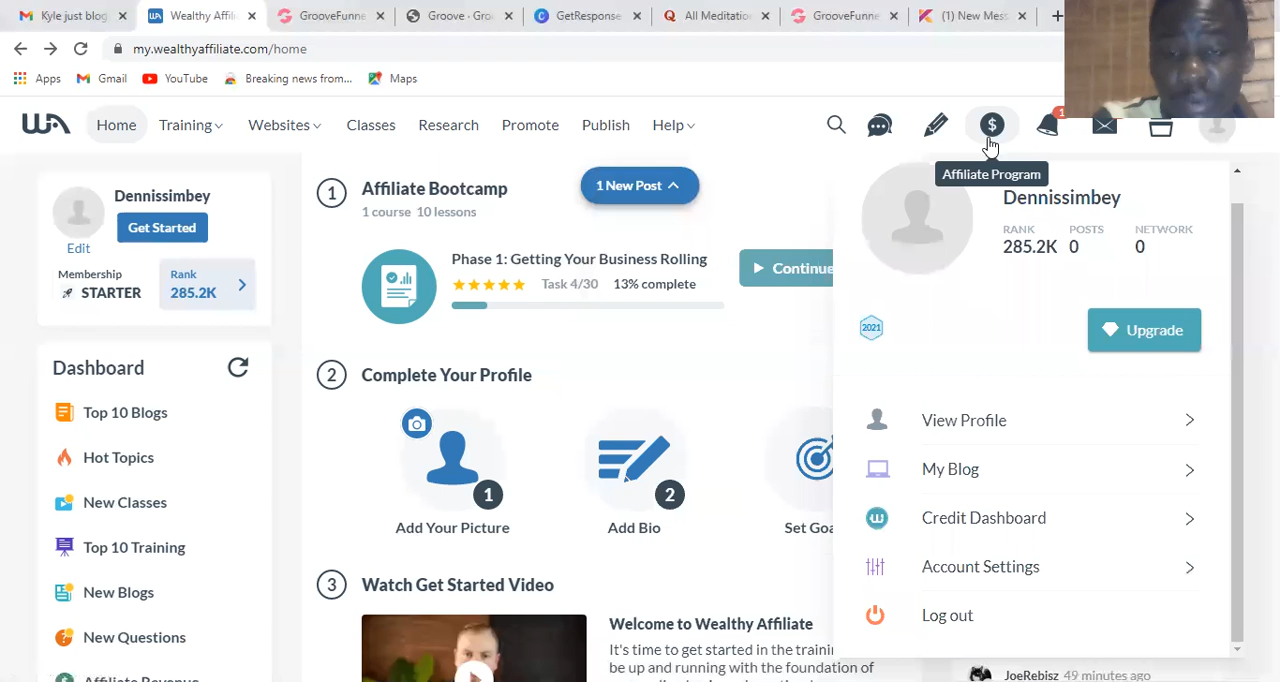 Kyle just blog
Wealthy Affili
GrooveFunne
Groove - Gro
GetResponse
All Meditatio
GrooveFunne
(1) New Mess
my.wealthyaffiliate.com/home
Apps
Gmail
YouTube
Breaking news from...
Maps
WA
Home
Training
Websites
Classes
Research
Promote
Publish
Help
$
1
Affiliate Program
Dennissimbey
Get Started
Edit
Membership
STARTER
Rank
285.2K
1
Affiliate Bootcamp
1 course 10 lessons
1 New Post
Phase 1: Getting Your Business Rolling
Task 4/30
13% complete
Continue
2
Complete Your Profile
1
Add Your Picture
2
Add Bio
Set Goa
3
Watch Get Started Video
Welcome to Wealthy Affiliate
It's time to get started in the training
be up and running with the foundation of
Dashboard
Top 10 Blogs
Hot Topics
New Classes
Top 10 Training
New Blogs
New Questions
Affiliate Revenue
Dennissimbey
RANK
285.2K
POSTS
0
NETWORK
0
2021
Upgrade
View Profile
My Blog
Credit Dashboard
Account Settings
Log out
JoeRebisz 49 minutes ago